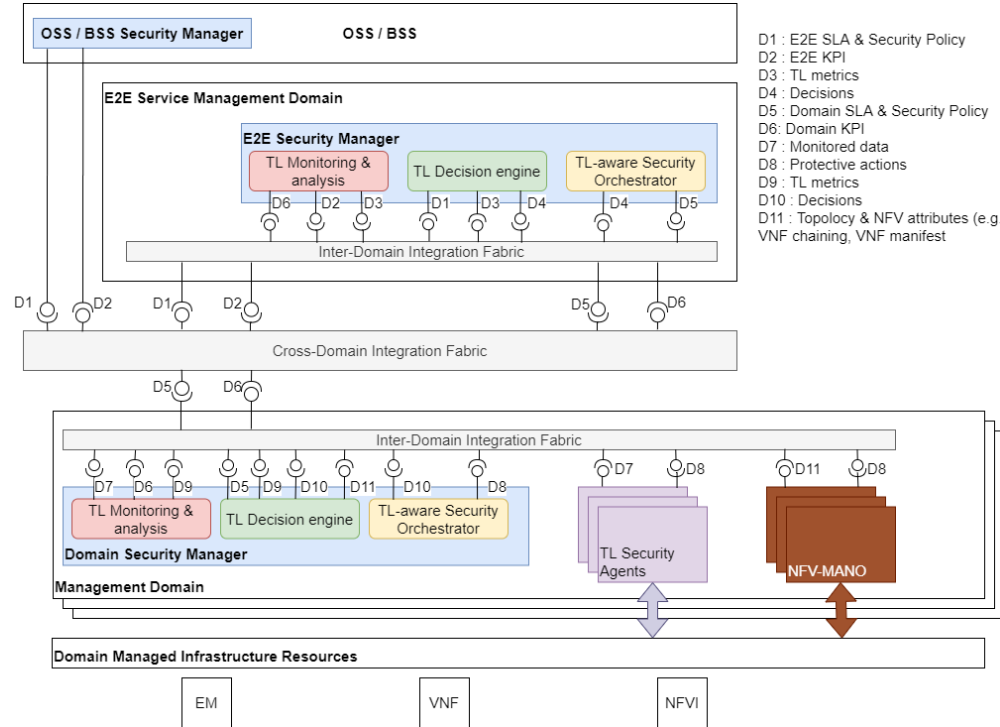 OSS / BSS Security Manager
OSS / BSS
D1 : E2E SLA & Security Policy
D2 : E2E KPI
D3 : TL metrics
D4 : Decisions
D5 : Domain SLA & Security Policy
D6: Domain KPI
D7 : Monitored data
D8 : Protective actions
D9 : TL metrics
D10 : Decisions
D11 : Topoloy & NFV attributes (e.g.
VNF chaining, VNF manifest
E2E Service Management Domain
E2E Security Manager
TL Monitoring &
analysis
TL Decision engine
TL-aware Security
Orchestrator
D6 D2 D3 D1 D3 D4 D4 D5
Inter-Domain Integration Fabric
D1 D2 D1 D2 D5 D6
Cross-Domain Integration Fabric
D5 D6
Inter-Domain Integration Fabric
D7 D8 D11 D8
D7 D6 D9 D5 D9 D10 D11 D10 D8
TL Monitoring &
analysis
TL Decision engine
TL-aware Security
Orchestrator
Domain Security Manager
TL Security
Agents
NFV-MANO
Management Domain
Domain Managed Infrastructure Resources
EM
VNF
NFVI